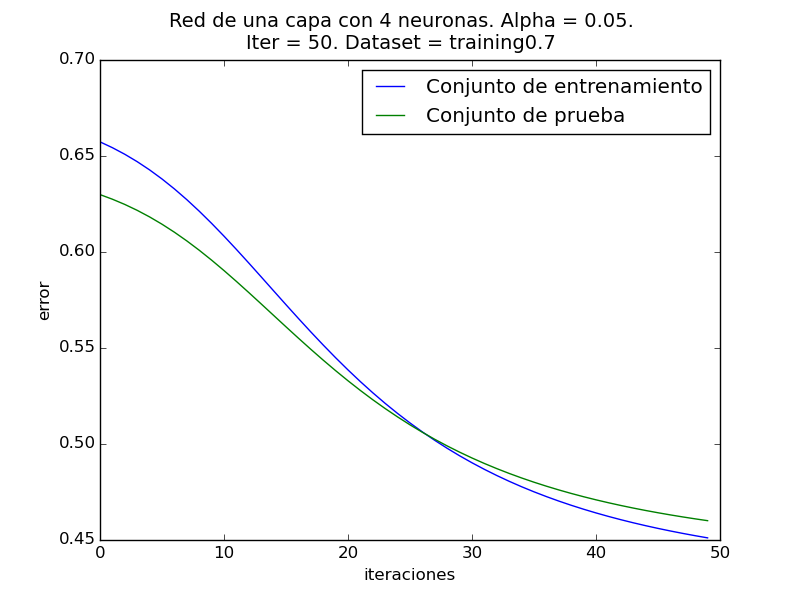 Red de una capa con 4 neuronas. Alpha = 0.05.
Iter = 50. Dataset = training0.7
0.70
0.65
0.60
0.55
0.50
0.45
error
Conjunto de entrenamiento
Conjunto de prueba
0
10
20
30
40
50
iteraciones